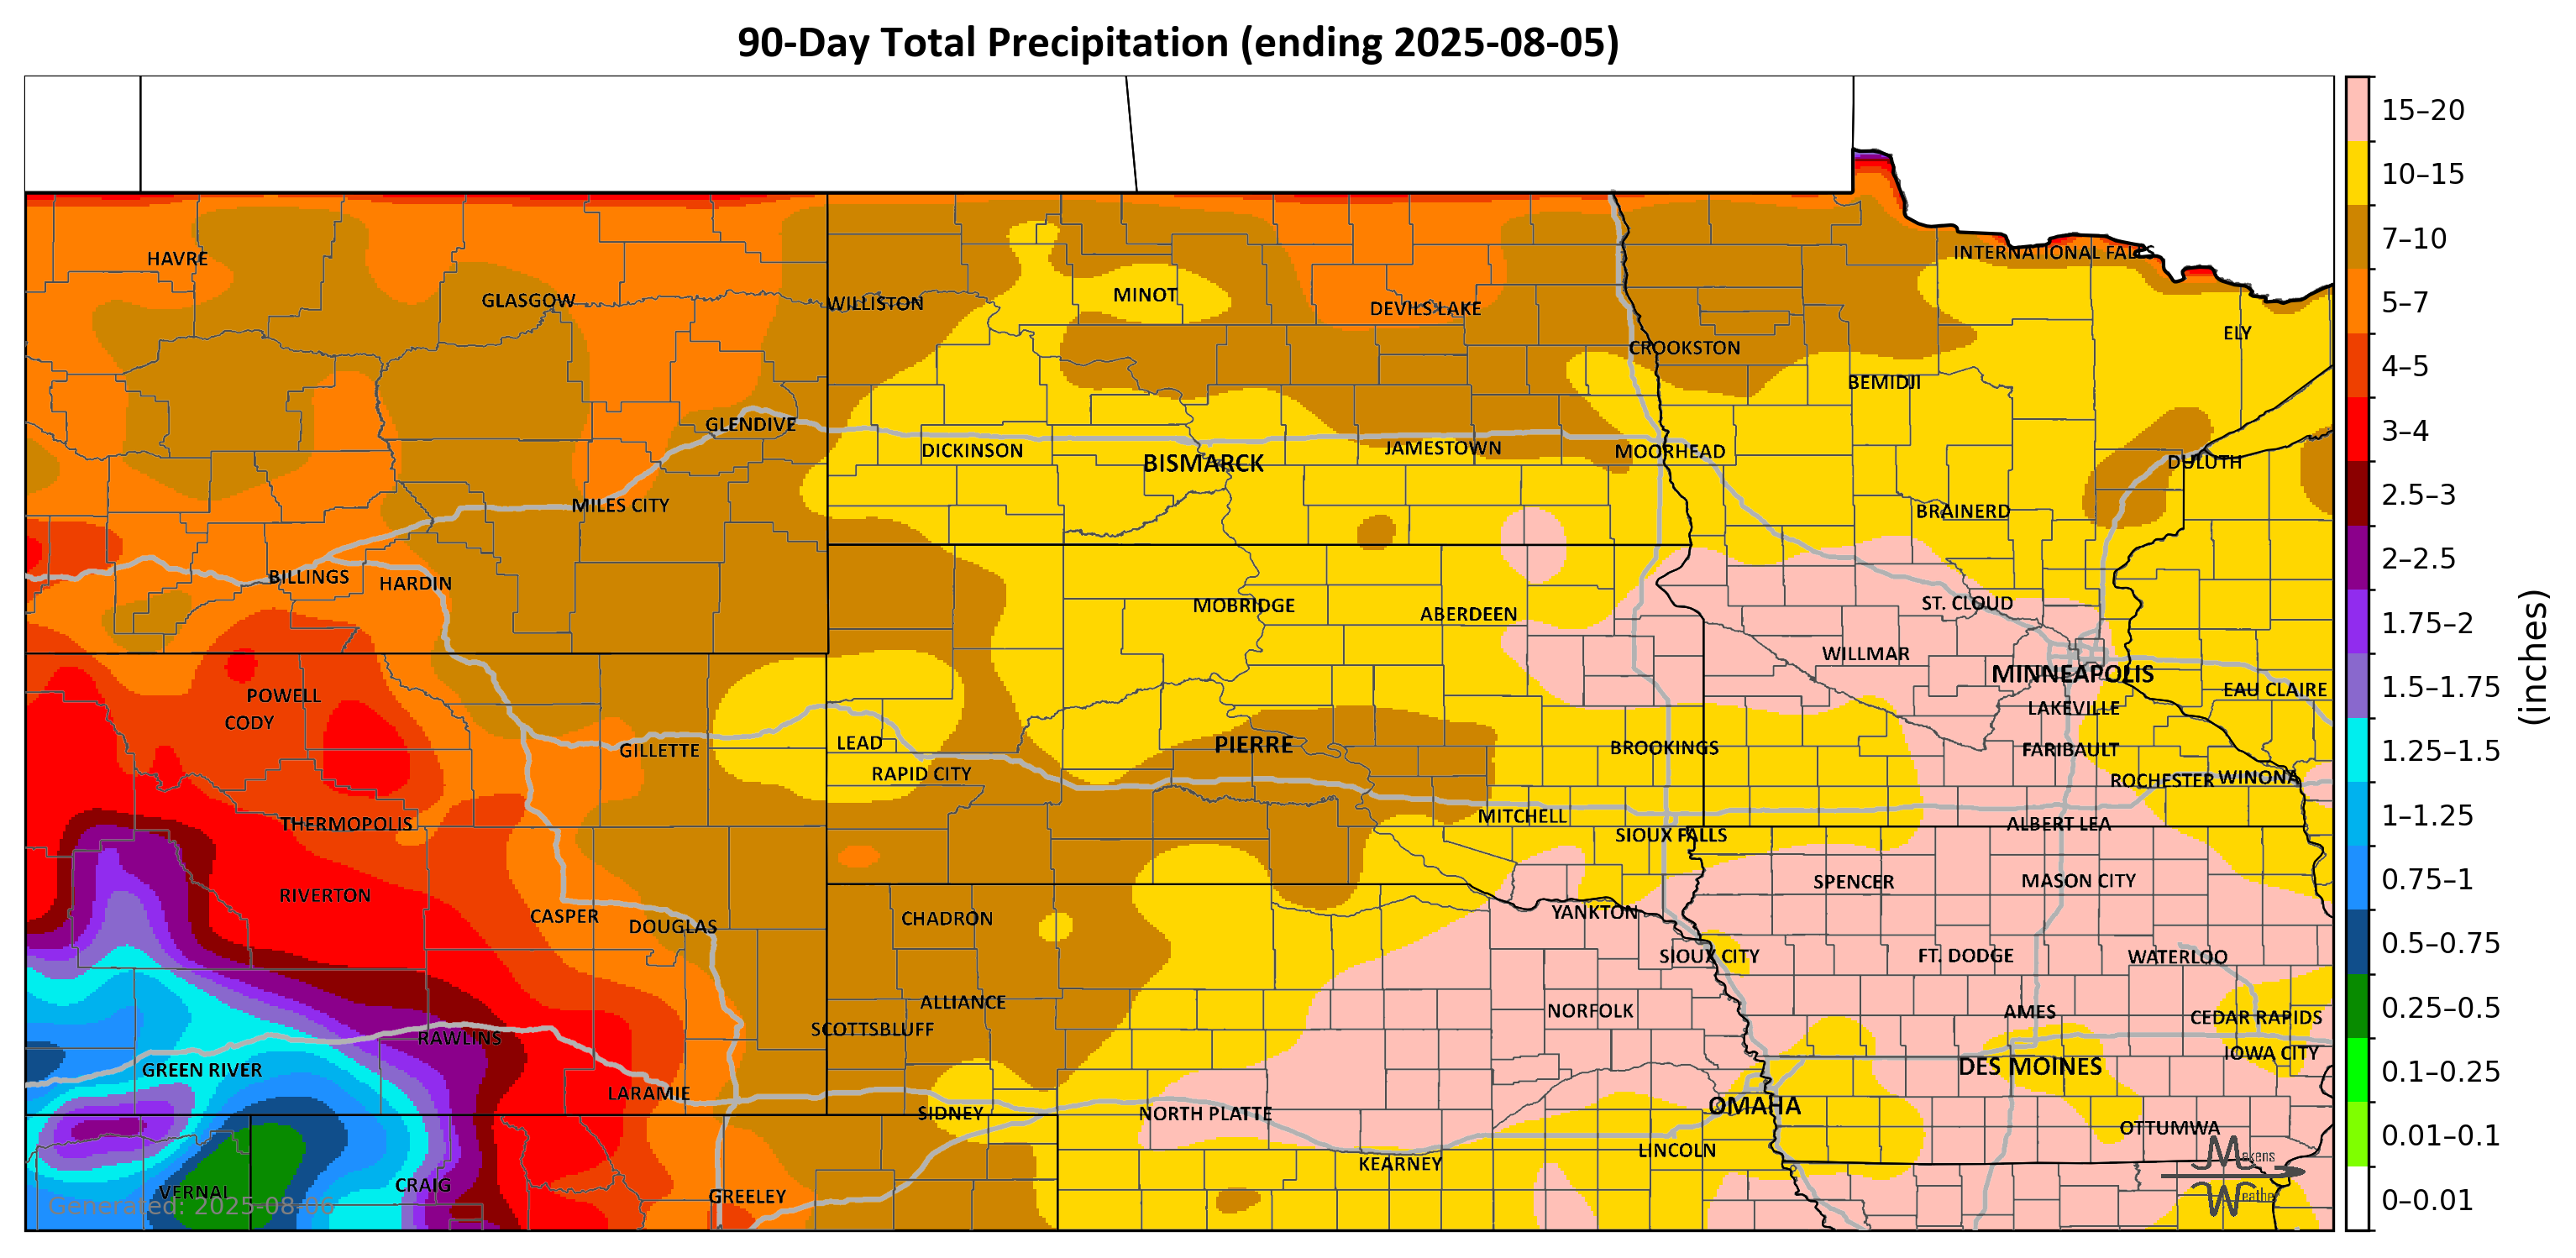 90-Day Total Precipitation (ending 2025-08-05)
15–20
10–15
7–10
5–7
4–5
3–4
2.5–3
2–2.5
1.75–2
1.5–1.75
1.25–1.5
1–1.25
0.75–1
0.5–0.75
0.25–0.5
0.1–0.25
0.01–0.1
0–0.01
(inches)
HAVRE
INTERNATIONAL FALLS
GLASGOW
WILLISTON
MINOT
DEVILS LAKE
ELY
CROOKSTON
BEMIDJI
GLENDIVE
DICKINSON
BISMARCK
JAMESTOWN
MOORHEAD
DULUTH
MILES CITY
BRAINERD
BILLINGS
HARDIN
MOBRIDGE
ABERDEEN
ST. CLOUD
WILLMAR
MINNEAPOLIS
EAU CLAIRE
POWELL
CODY
LAKEVILLE
GILLETTE
LEAD
RAPID CITY
PIERRE
BROOKINGS
FARIBAULT
ROCHESTER
WINONA
THERMOPOLIS
MITCHELL
SIOUX FALLS
ALBERT LEA
RIVERTON
CASPER
DOUGLAS
CHADRON
YANKTON
SPENCER
MASON CITY
SIOUX CITY
FT. DODGE
WATERLOO
ALLIANCE
SCOTTSBLUFF
NORFOLK
AMES
CEDAR RAPIDS
RAWLINS
GREEN RIVER
LARAMIE
SIDNEY
NORTH PLATTE
OMAHA
DES MOINES
IOWA CITY
OTTUMWA
KEARNEY
LINCOLN
VERNAL
CRAIG
GREELEY
Generated: 2025-08-06
Makens
Weather